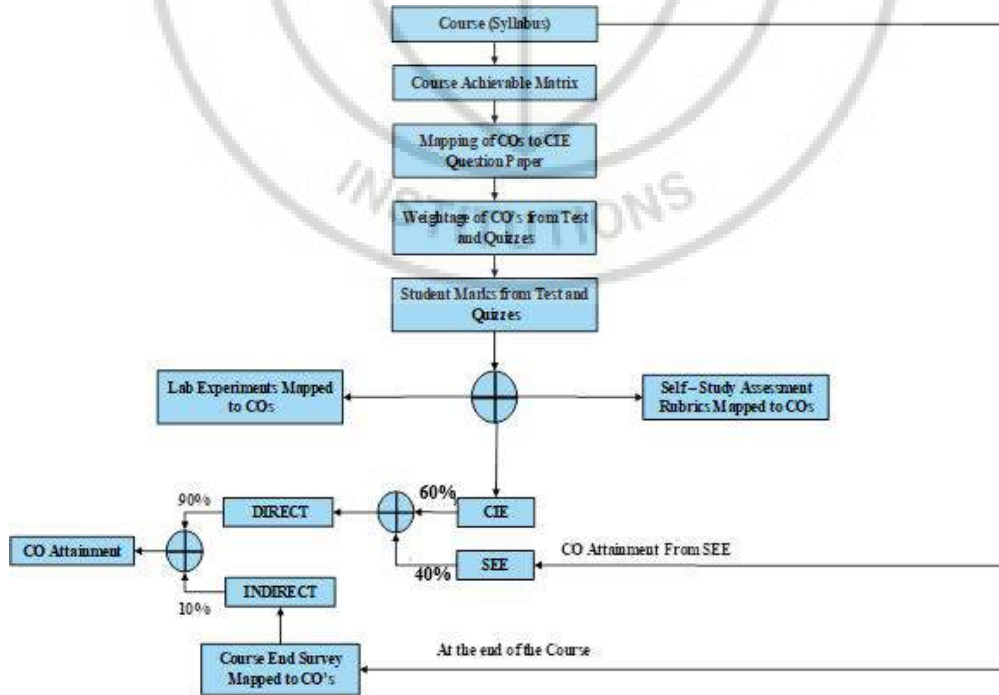 Course (Syllabus)
Course Achievable Matrix
Mapping of COs to CIE
Question Paper
INSTITUTIONS
Weightage of CO's from Test
and Quizzes
Student Marks from Test and
Quizzes
Lab Experiments Mapped
to COs
Self – Study Assessment
Rubrics Mapped to COs
90%
DIRECT
60%
CIE
CO Attainment
40%
SEE
CO Attainment From SEE
10%
INDIRECT
Course End Survey
Mapped to CO's
At the end of the Course